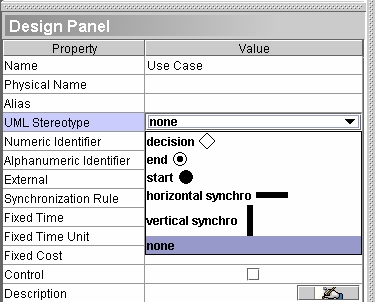 Design Panel
Property Value
Name Use Case
Physical Name
Alias
UML Stereotype none
Numeric Identifier decision
Alphanumeric Identifier end
External start
Synchronization Rule horizontal synchro
Fixed Time vertical synchro
Fixed Time Unit none
Fixed Cost
Control
Description